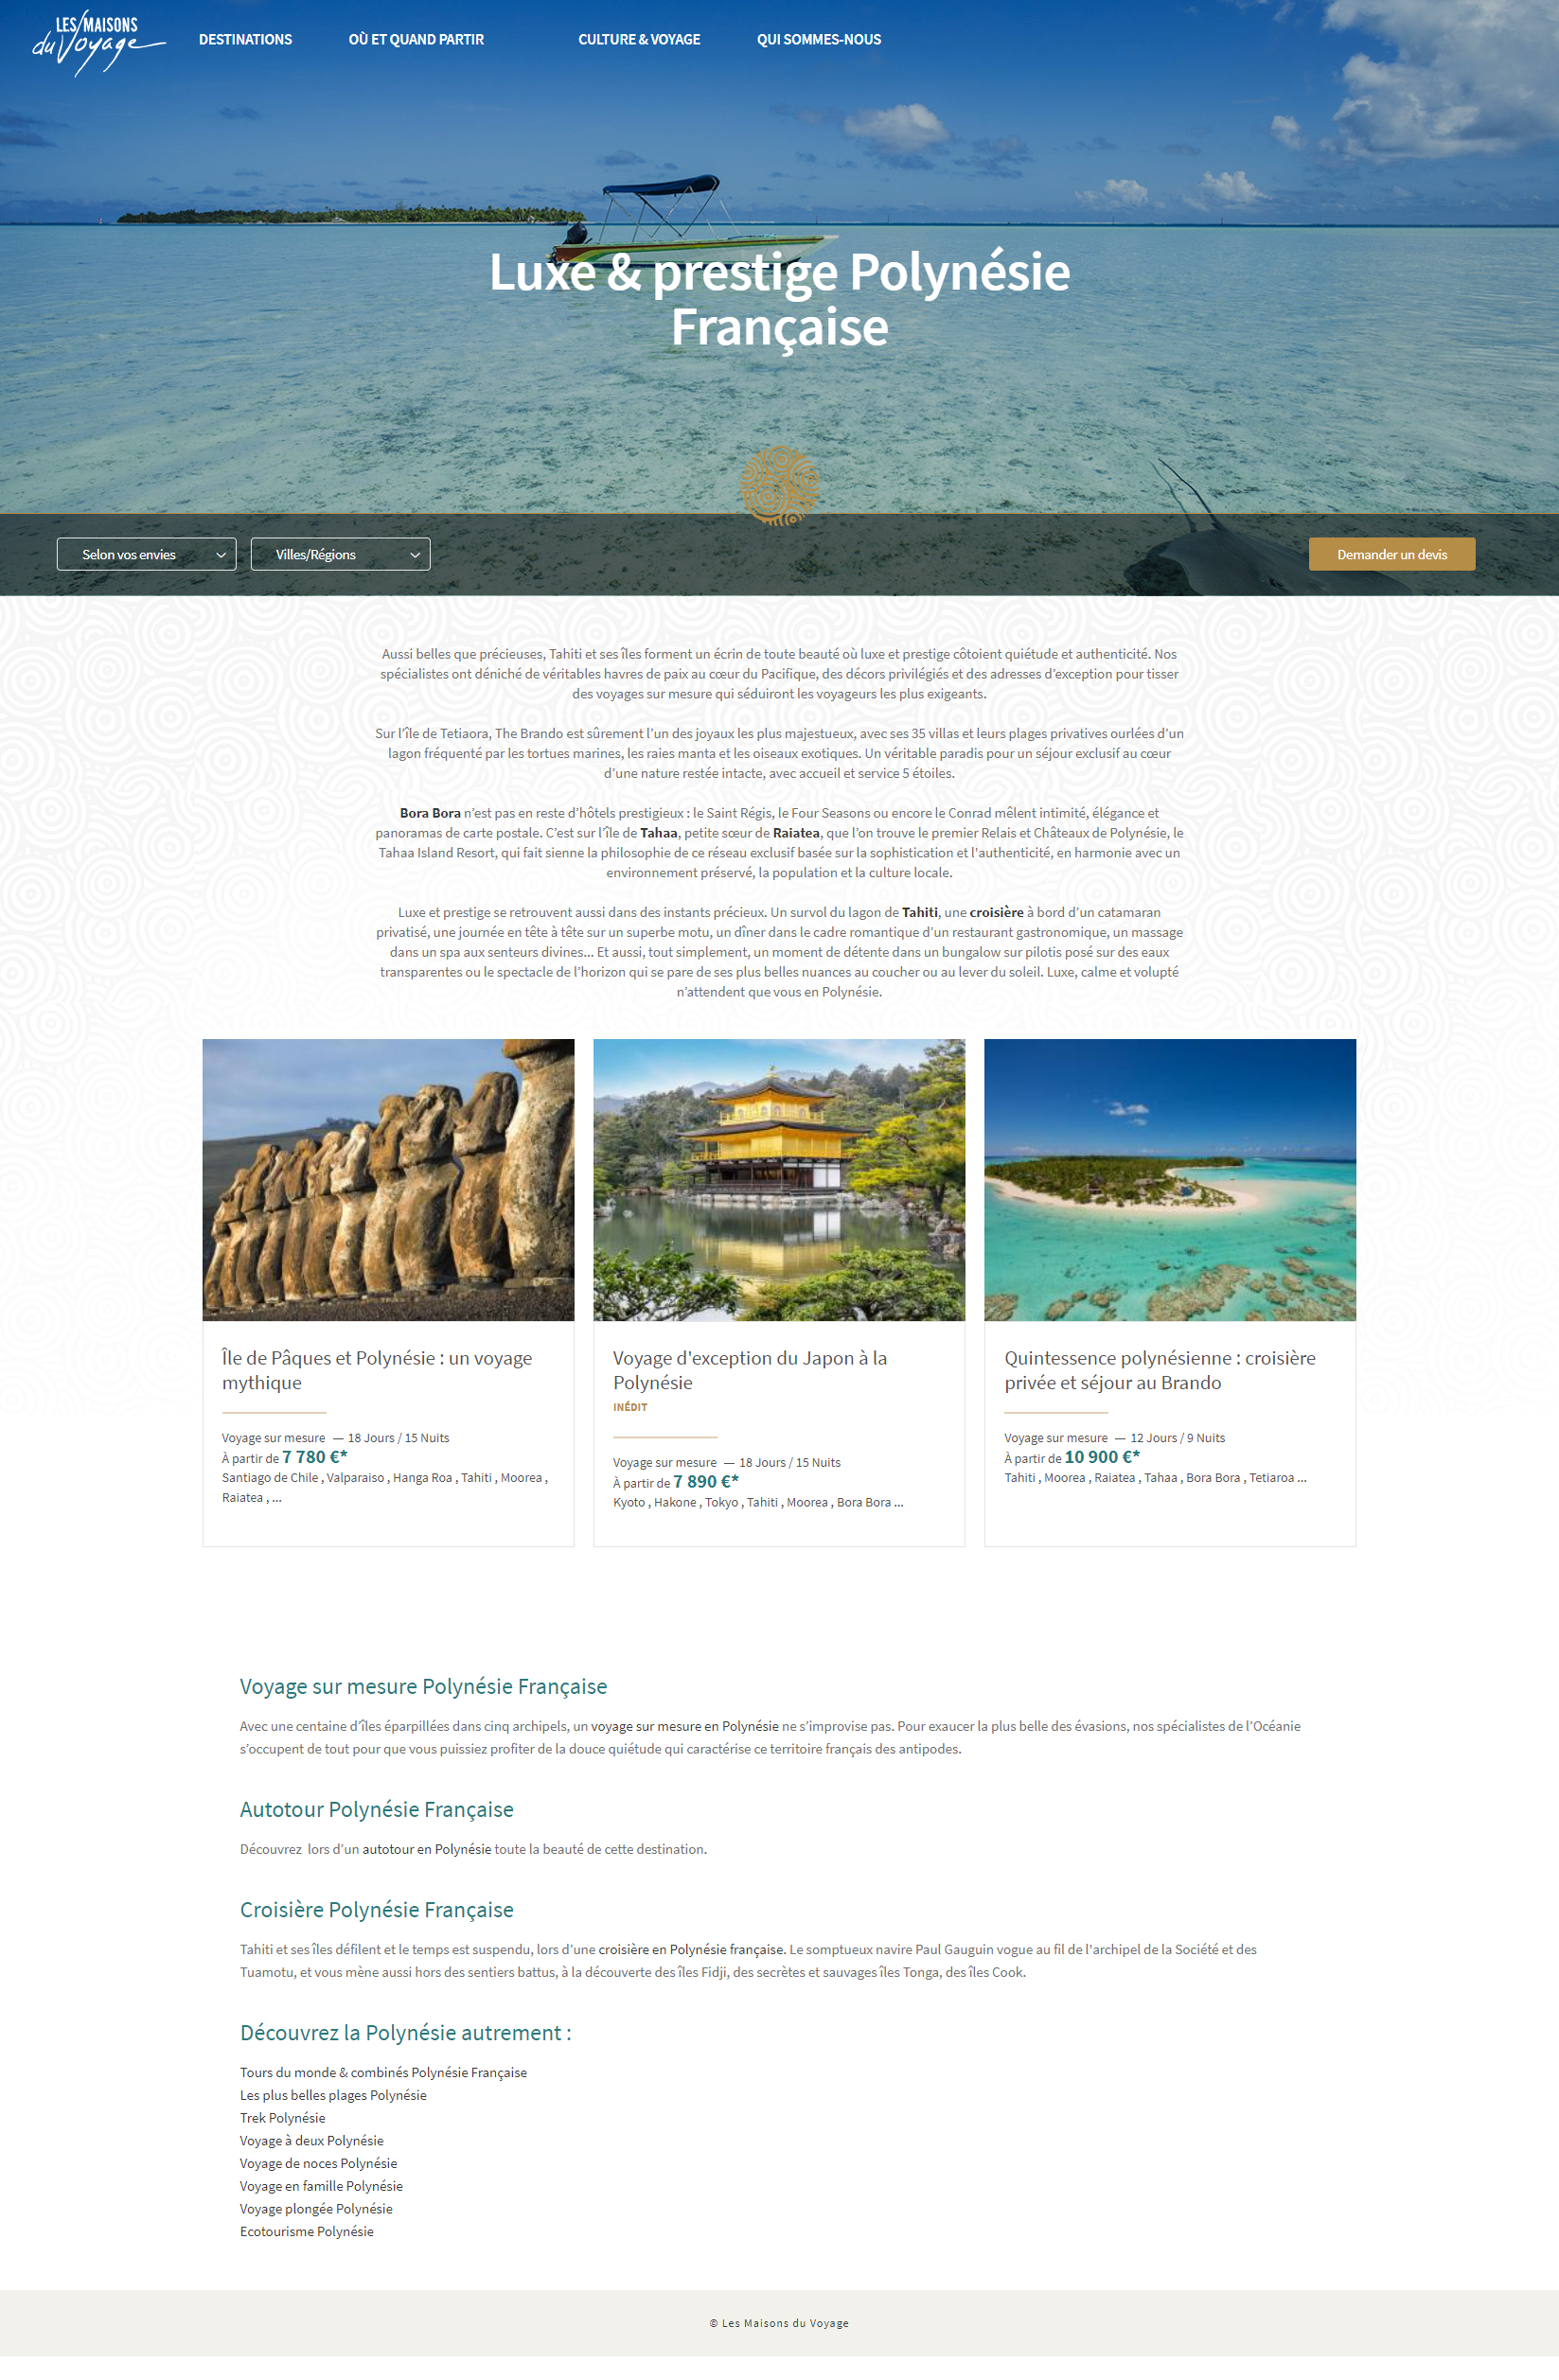 LES MAISONS
du Voyage
DESTINATIONS
OÙ ET QUAND PARTIR
CULTURE & VOYAGE
QUI SOMMES-NOUS
Luxe & prestige Polynésie
Française
Selon vos envies
Villes/Régions
Demander un devis
Aussi belles que précieuses, Tahiti et ses îles forment un écrin de toute beauté où luxe et prestige côtoient quiétude et authenticité. Nos
spécialistes ont déniché de véritables havres de paix au cœur du Pacifique, des décors privilégiés et des adresses d’exception pour tisser
des voyages sur mesure qui séduiront les voyageurs les plus exigeants.
Sur l’île de Tetiaora, The Brando est sûrement l’un des joyaux les plus majestueux, avec ses 35 villas et leurs plages privatives ourlées d’un
lagon fréquenté par les tortues marines, les raies manta et les oiseaux exotiques. Un véritable paradis pour un séjour exclusif au cœur
d’une nature restée intacte, avec accueil et service 5 étoiles.
Bora Bora n’est pas en reste d’hôtels prestigieux : le Saint Régis, le Four Seasons ou encore le Conrad mêlent intimité, élégance et
panoramas de carte postale. C’est sur l’île de Tahaa, petite sœur de Raiatea, que l’on trouve le premier Relais et Châteaux de Polynésie, le
Tahaa Island Resort, qui fait sienne la philosophie de ce réseau exclusif basée sur la sophistication et l'authenticité, en harmonie avec un
environnement préservé, la population et la culture locale.
Luxe et prestige se retrouvent aussi dans des instants précieux. Un survol du lagon de Tahiti, une croisière à bord d’un catamaran
privatisé, une journée en tête à tête sur un superbe motu, un dîner dans le cadre romantique d’un restaurant gastronomique, un massage
dans un spa aux senteurs divines... Et aussi, tout simplement, un moment de détente dans un bungalow sur pilotis posé sur des eaux
transparentes ou le spectacle de l’horizon qui se pare de ses plus belles nuances au coucher ou au lever du soleil. Luxe, calme et volupté
n’attendent que vous en Polynésie.
Île de Pâques et Polynésie : un voyage
mythique
Voyage sur mesure — 18 Jours / 15 Nuits
À partir de 7 780 €*
Santiago de Chile , Valparaiso , Hanga Roa , Tahiti , Moorea ,
Raiatea , ...
Voyage d'exception du Japon à la
Polynésie
INÉDIT
Voyage sur mesure — 18 Jours / 15 Nuits
À partir de 7 890 €*
Kyoto , Hakone , Tokyo , Tahiti , Moorea , Bora Bora ...
Quintessence polynésienne : croisière
privée et séjour au Brando
Voyage sur mesure — 12 Jours / 9 Nuits
À partir de 10 900 €*
Tahiti , Moorea , Raiatea , Tahaa , Bora Bora , Tetiaroa ...
Voyage sur mesure Polynésie Française
Avec une centaine d’îles éparpillées dans cinq archipels, un voyage sur mesure en Polynésie ne s’improvise pas. Pour exaucer la plus belle des évasions, nos spécialistes de l’Océanie
s’occupent de tout pour que vous puissiez profiter de la douce quiétude qui caractérise ce territoire français des antipodes.
Autotour Polynésie Française
Découvrez  lors d’un autotour en Polynésie toute la beauté de cette destination.
Croisière Polynésie Française
Tahiti et ses îles défilent et le temps est suspendu, lors d’une croisière en Polynésie française. Le somptueux navire Paul Gauguin vogue au fil de l'archipel de la Société et des
Tuamotu, et vous mène aussi hors des sentiers battus, à la découverte des îles Fidji, des secrètes et sauvages îles Tonga, des îles Cook.
Découvrez la Polynésie autrement :
Tours du monde & combinés Polynésie Française
Les plus belles plages Polynésie
Trek Polynésie
Voyage à deux Polynésie
Voyage de noces Polynésie
Voyage en famille Polynésie
Voyage plongée Polynésie
Ecotourisme Polynésie
© Les Maisons du Voyage